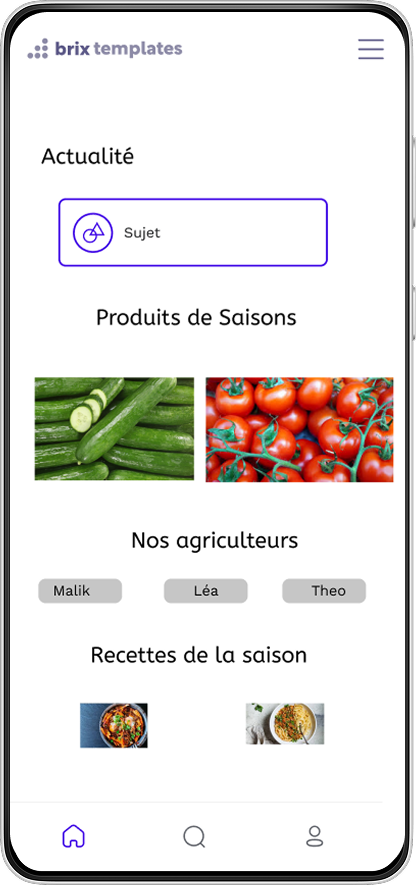 brix templates
Actualité
Sujet
Produits de Saisons
Nos agriculteurs
Malik
Léa
Theo
Recettes de la saison